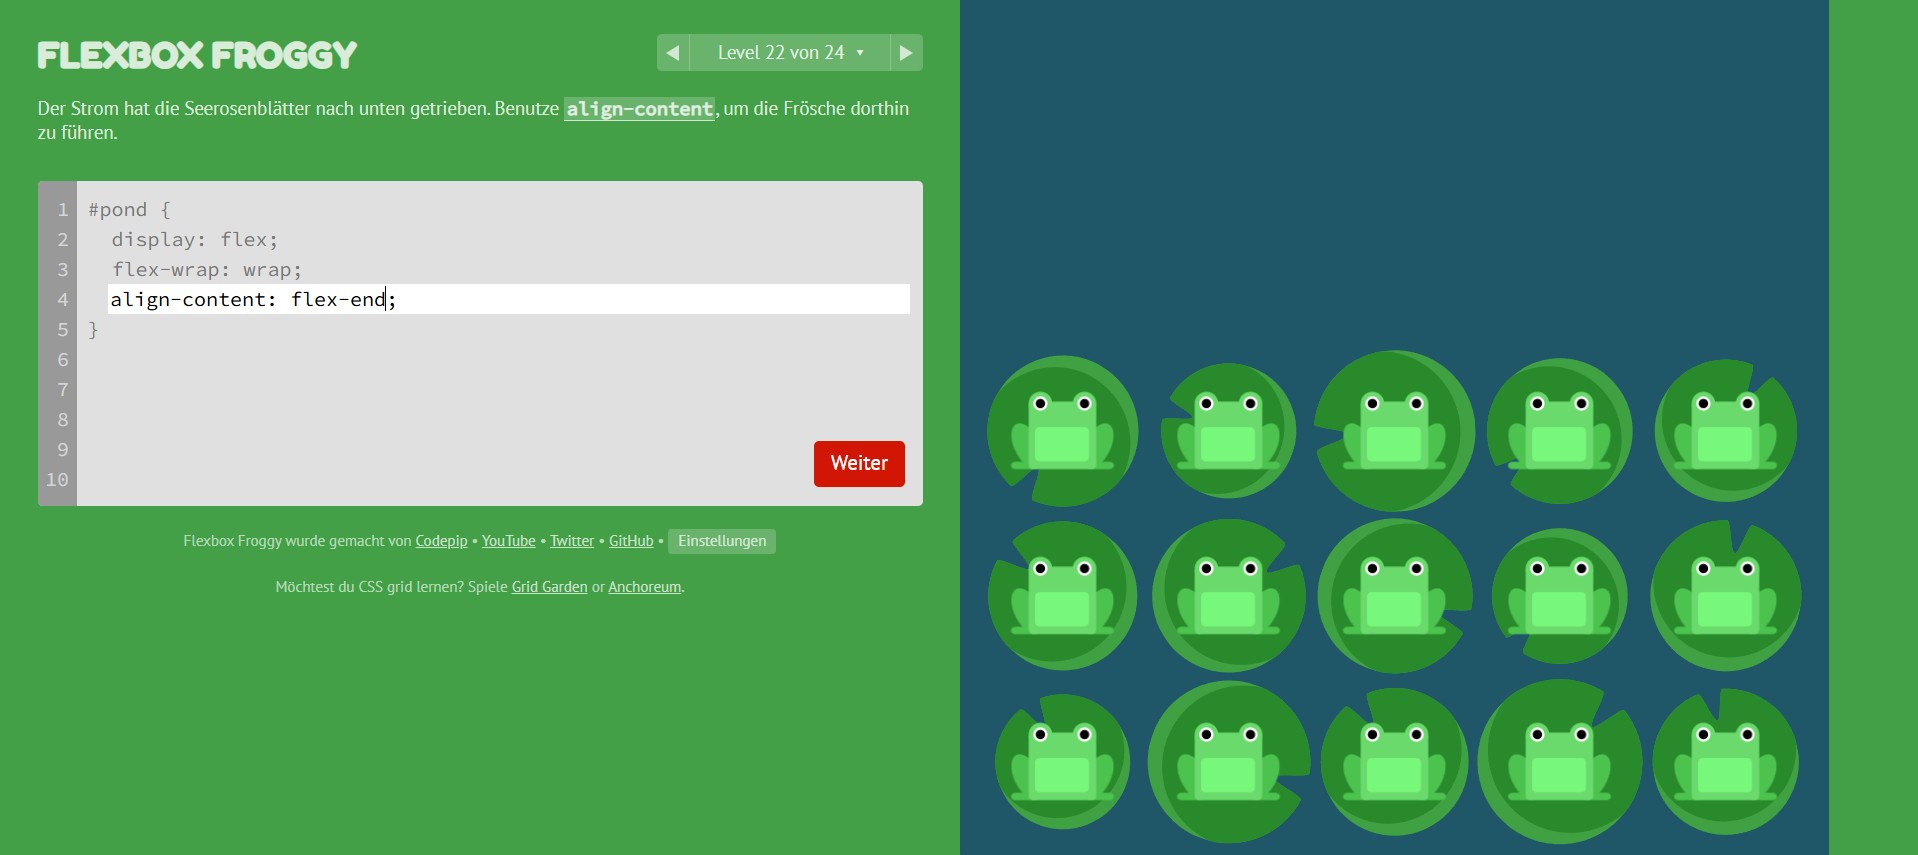 FLEXBOX FROGGY
◀ Level 22 von 24 ▾ ▶
Der Strom hat die Seerosenblätter nach unten getrieben. Benutze align-content, um die Frösche dorthin
zu führen.
1 #pond {
2 display: flex;
3 flex-wrap: wrap;
4 align-content: flex-end;
5 }
6
7
8
9
10
Weiter
Flexbox Froggy wurde gemacht von Codepip • YouTube • Twitter • GitHub • Einstellungen
Möchtest du CSS grid lernen? Spiele Grid Garden or Anchoreum.